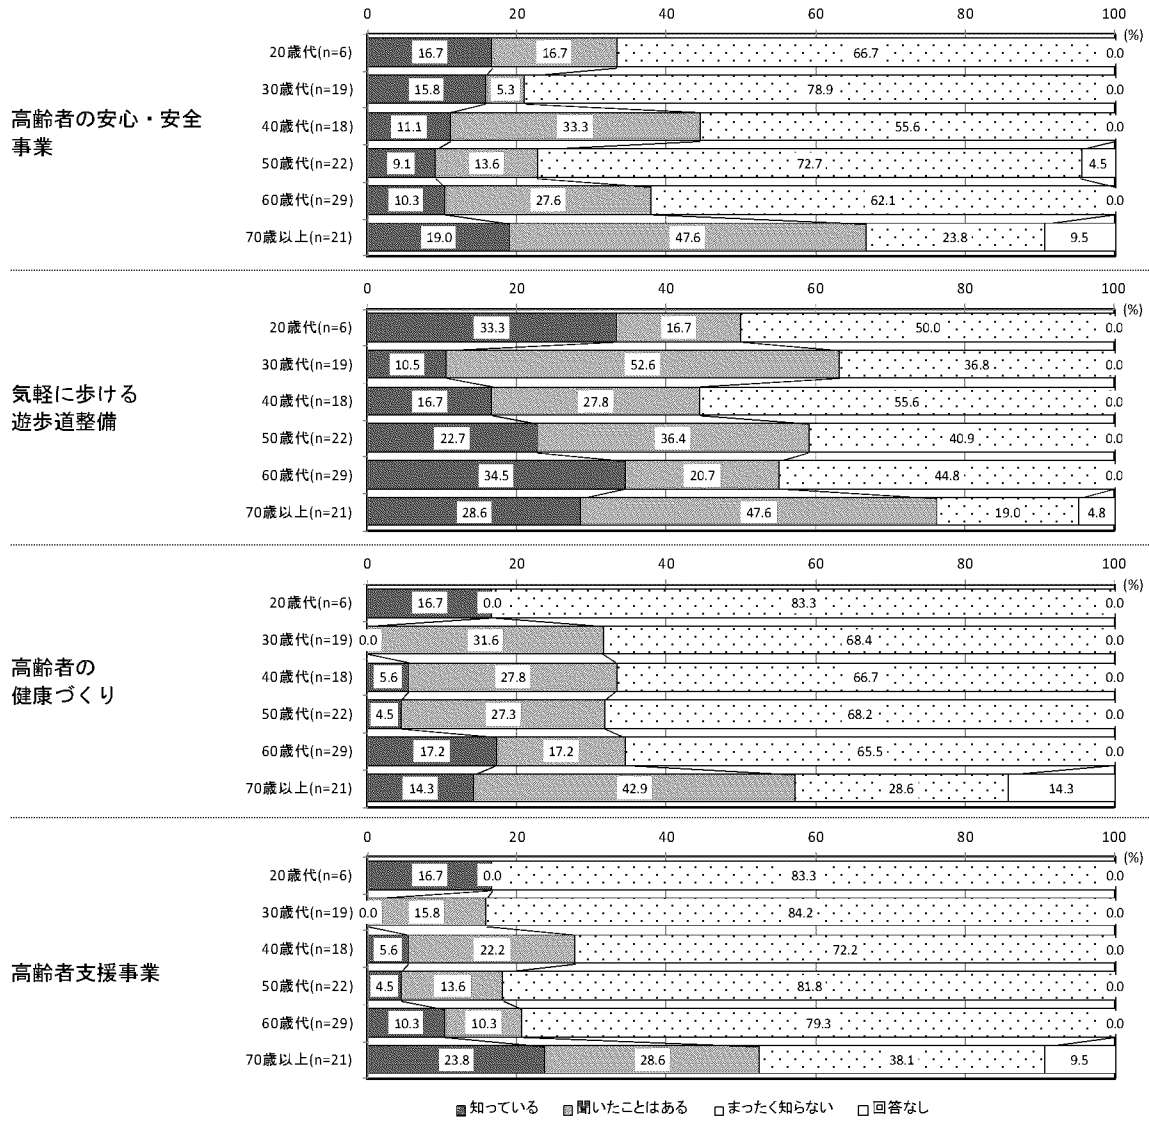 0 20 40 60 80 100
(%)
20歳代(n=6) 16.7 16.7 66.7 0.0
30歳代(n=19) 15.8 5.3 78.9 0.0
高齢者の安心・安全
事業
40歳代(n=18) 11.1 33.3 55.6 0.0
50歳代(n=22) 9.1 13.6 72.7 4.5
60歳代(n=29) 10.3 27.6 62.1 0.0
70歳以上(n=21) 19.0 47.6 23.8 9.5
0 20 40 60 80 100
(%)
20歳代(n=6) 33.3 16.7 50.0 0.0
30歳代(n=19) 10.5 52.6 36.8 0.0
気軽に歩ける
遊歩道整備
40歳代(n=18) 16.7 27.8 55.6 0.0
50歳代(n=22) 22.7 36.4 40.9 0.0
60歳代(n=29) 34.5 20.7 44.8 0.0
70歳以上(n=21) 28.6 47.6 19.0 4.8
0 20 40 60 80 100
(%)
20歳代(n=6) 16.7 0.0 83.3 0.0
30歳代(n=19) 0.0 31.6 68.4 0.0
高齢者の
健康づくり
40歳代(n=18) 5.6 27.8 66.7 0.0
50歳代(n=22) 4.5 27.3 68.2 0.0
60歳代(n=29) 17.2 17.2 65.5 0.0
70歳以上(n=21) 14.3 42.9 28.6 14.3
0 20 40 60 80 100
(%)
20歳代(n=6) 16.7 0.0 83.3 0.0
30歳代(n=19) 0.0 15.8 84.2 0.0
40歳代(n=18) 5.6 22.2 72.2 0.0
高齢者支援事業
50歳代(n=22) 4.5 13.6 81.8 0.0
60歳代(n=29) 10.3 10.3 79.3 0.0
70歳以上(n=21) 23.8 28.6 38.1 9.5
知っている 聞いたことはある まったく知らない 回答なし